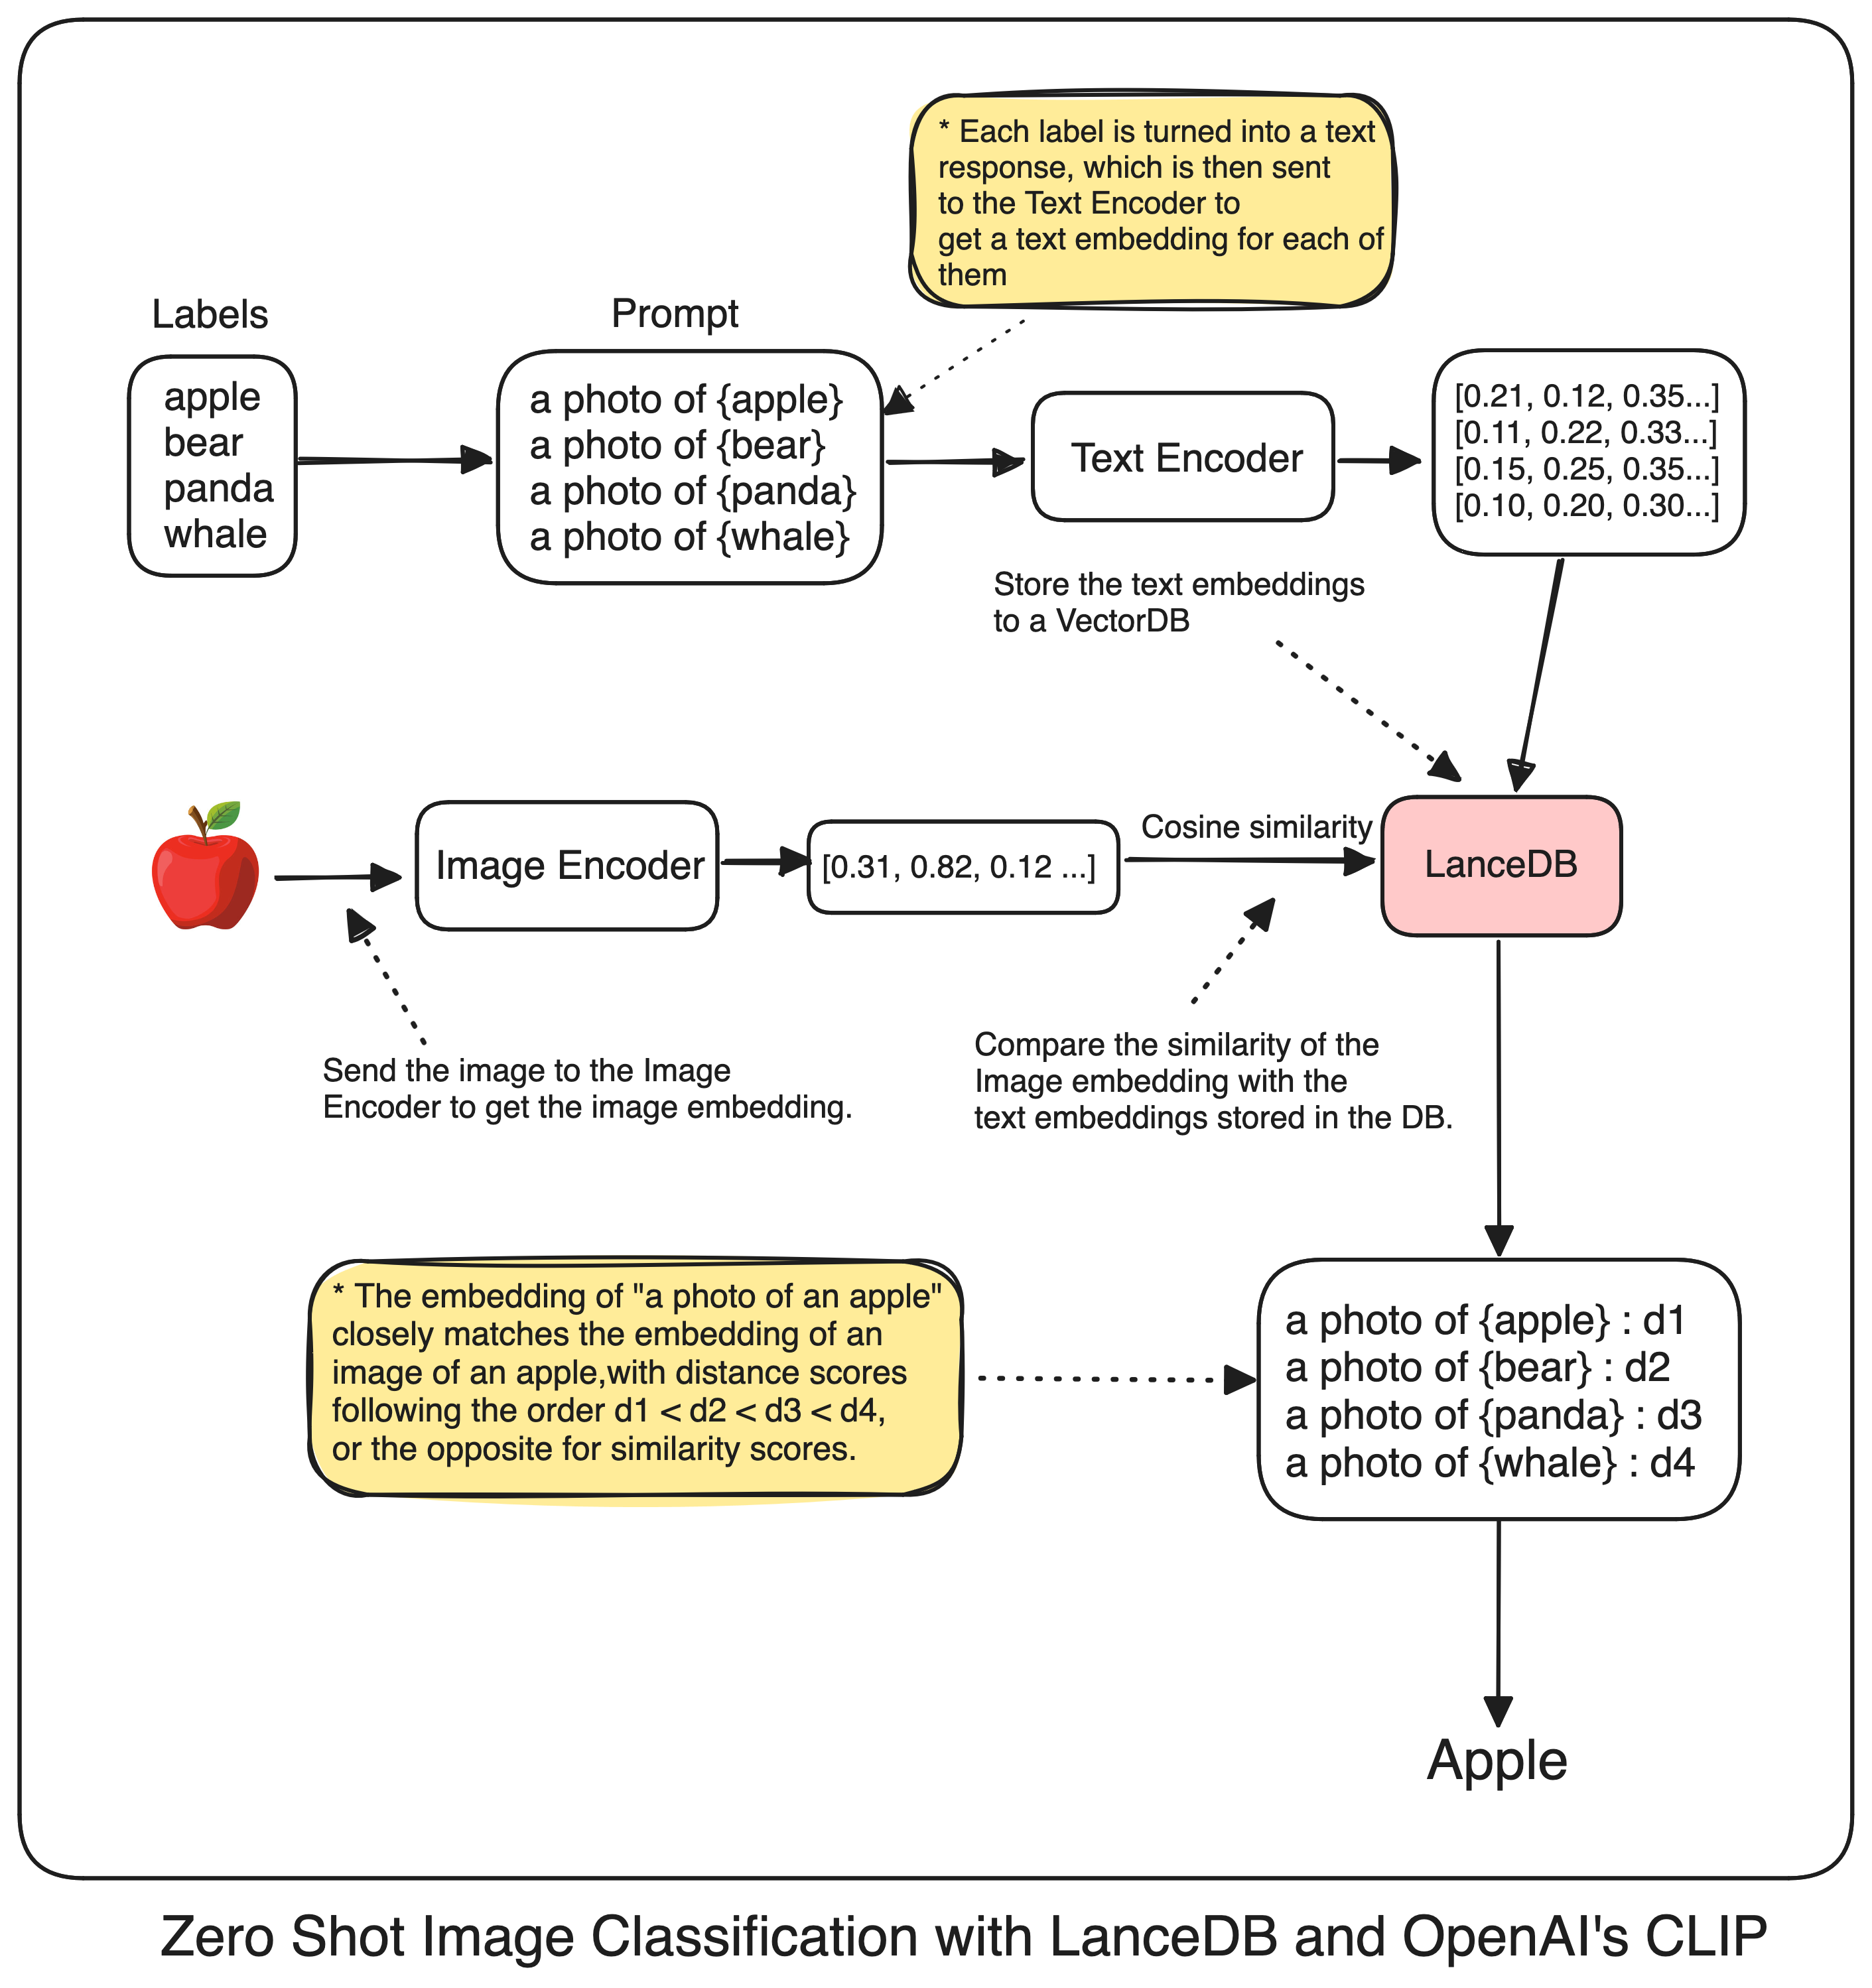 * Each label is turned into a text
response, which is then sent
to the Text Encoder to
get a text embedding for each of
them
Labels
apple
bear
panda
whale
Prompt
a photo of {apple}
a photo of {bear}
a photo of {panda}
a photo of {whale}
Text Encoder
[0.21, 0.12, 0.35...]
[0.11, 0.22, 0.33...]
[0.15, 0.25, 0.35...]
[0.10, 0.20, 0.30...]
Store the text embeddings
to a VectorDB
Image Encoder
[0.31, 0.82, 0.12 ...]
Cosine similarity
LanceDB
Send the image to the Image
Encoder to get the image embedding.
Compare the similarity of the
Image embedding with the
text embeddings stored in the DB.
* The embedding of "a photo of an apple"
closely matches the embedding of an
image of an apple,with distance scores
following the order d1 < d2 < d3 < d4,
or the opposite for similarity scores.
a photo of {apple} : d1
a photo of {bear} : d2
a photo of {panda} : d3
a photo of {whale} : d4
Apple
Zero Shot Image Classification with LanceDB and OpenAI's CLIP